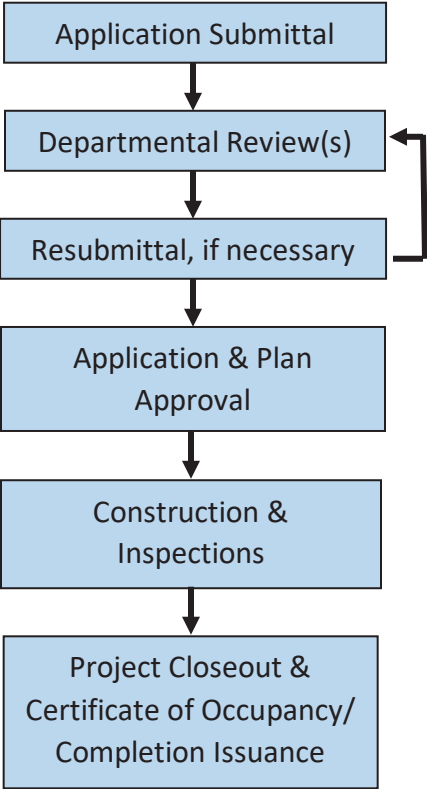 Application Submittal
Departmental Review(s)
Resubmittal, if necessary
Application & Plan
Approval
Construction &
Inspections
Project Closeout &
Certificate of Occupancy/
Completion Issuance